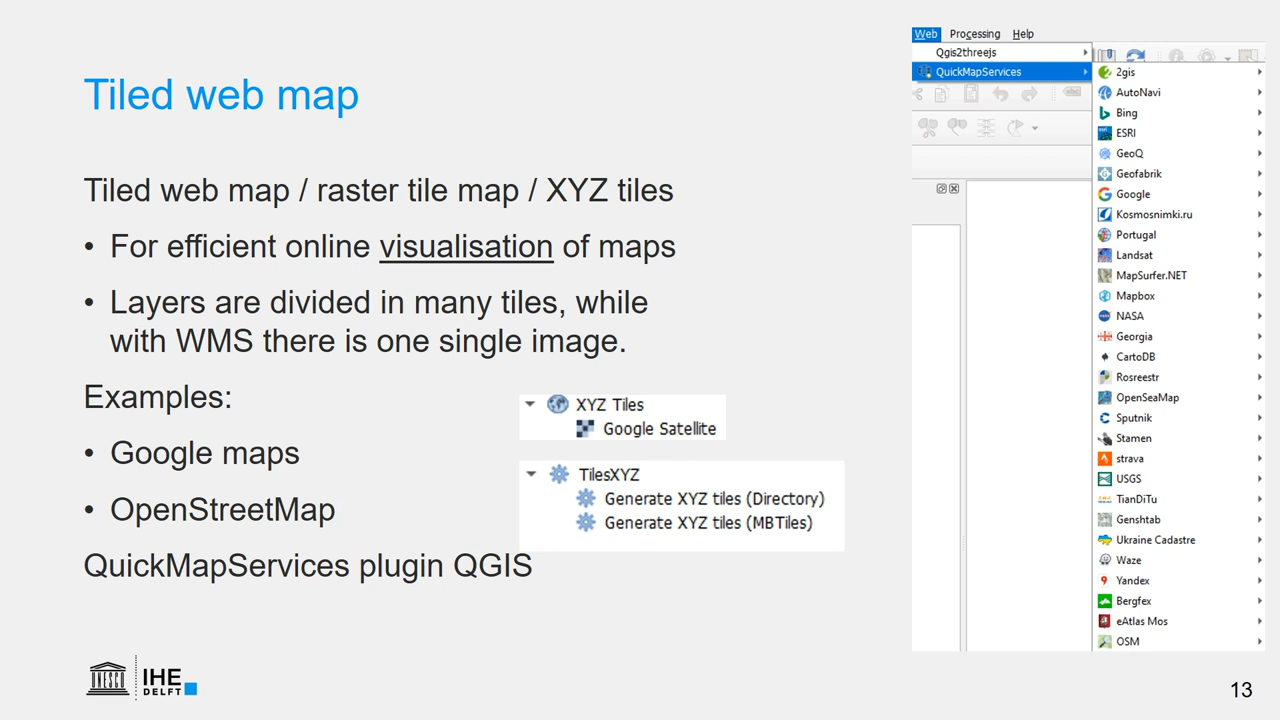 Tiled web map
Tiled web map / raster tile map / XYZ tiles
• For efficient online visualisation of maps
• Layers are divided in many tiles, while
with WMS there is one single image.
Examples:
• Google maps
• OpenStreetMap
QuickMapServices plugin QGIS
XYZ Tiles
Google Satellite
TilesXYZ
Generate XYZ tiles (Directory)
Generate XYZ tiles (MBTiles)
Web Processing Help
Qgis2threejs
QuickMapServices
2gis
AutoNavi
Bing
ESRI
GeoQ
Geofabrik
Google
Kosmosnimki.ru
Portugal
Landsat
MapSurfer.NET
Mapbox
NASA
Georgia
CartoDB
Rosreestr
OpenSeaMap
Sputnik
Stamen
strava
USGS
TianDiTu
Genshtab
Ukraine Cadastre
Waze
Yandex
Bergfex
eAtlas Mos
OSM
UNESCO
IHE
DELFT
13